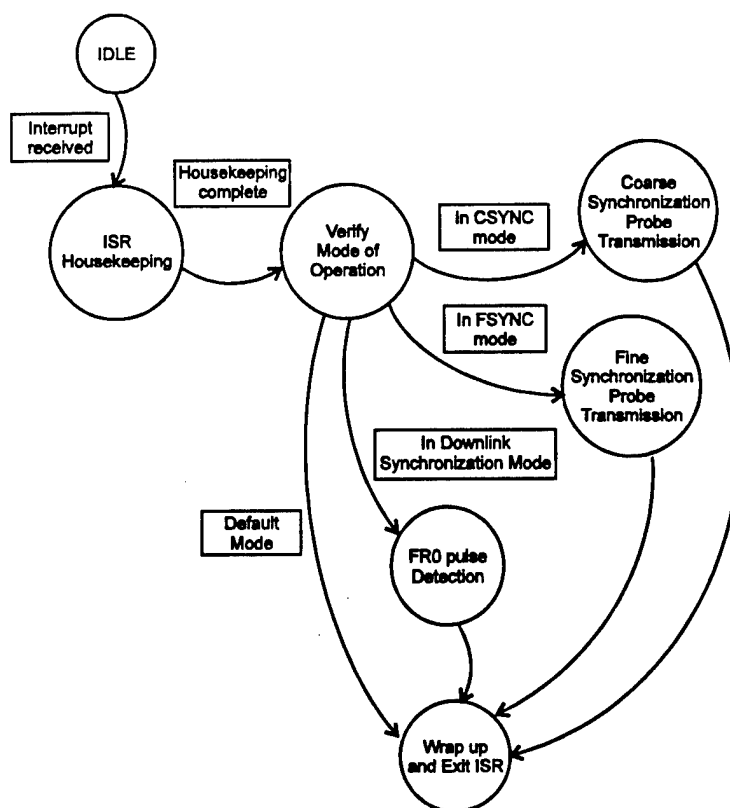 IDLE
Interrupt
received
Housekeeping
complete
ISR
Housekeeping
Verify
Mode of
Operation
In CSYNC
mode
Coarse
Synchronization
Probe
Transmission
In FSYNC
mode
Fine
Synchronization
Probe
Transmission
In Downlink
Synchronization Mode
Default
Mode
FR0 pulse
Detection
Wrap up
and Exit ISR